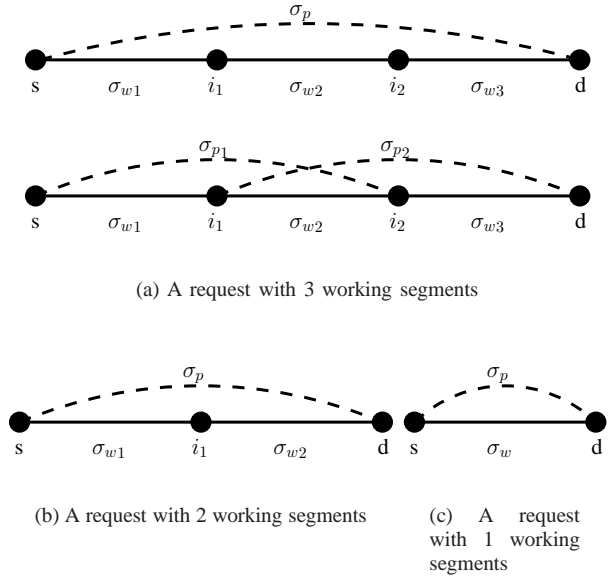 σp
s σw1 i1 σw2 i2 σw3 d
σp1 σp2
s σw1 i1 σw2 i2 σw3 d
(a) A request with 3 working segments
σp
s σw1 i1 σw2 d
(b) A request with 2 working segments
σp
s σw d
(c) A request
with 1 working
segments